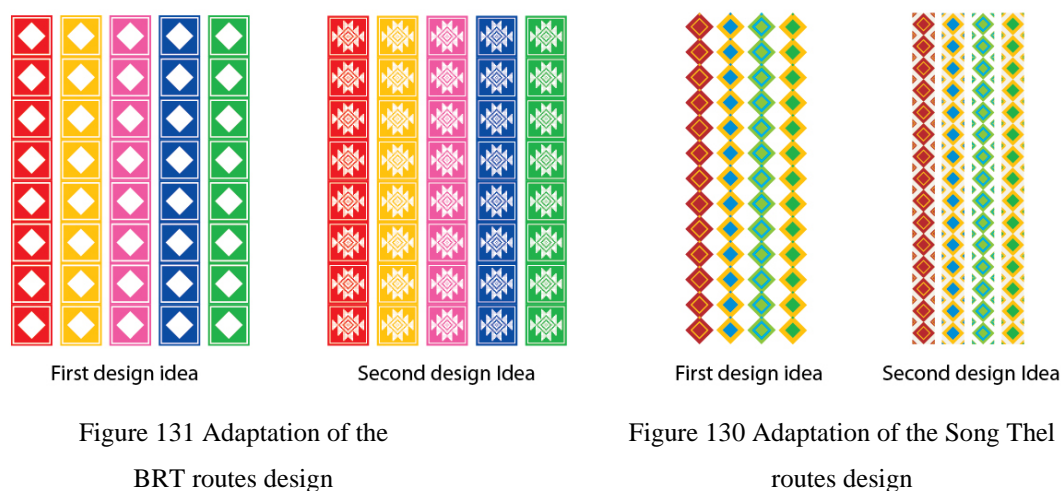 First design idea
Second design Idea
First design idea
Second design Idea
Figure 131 Adaptation of the
BRT routes design
Figure 130 Adaptation of the Song Thel
routes design